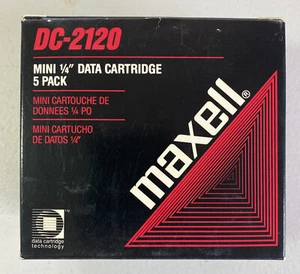 DC-2120
MINI ¼" DATA CARTRIDGE
5 PACK
MINI CARTOUCHE DE
DONNEES ¼ PO
MINI CARTUCHO
DE DATOS ¼"
maxell
data cartridge
technology